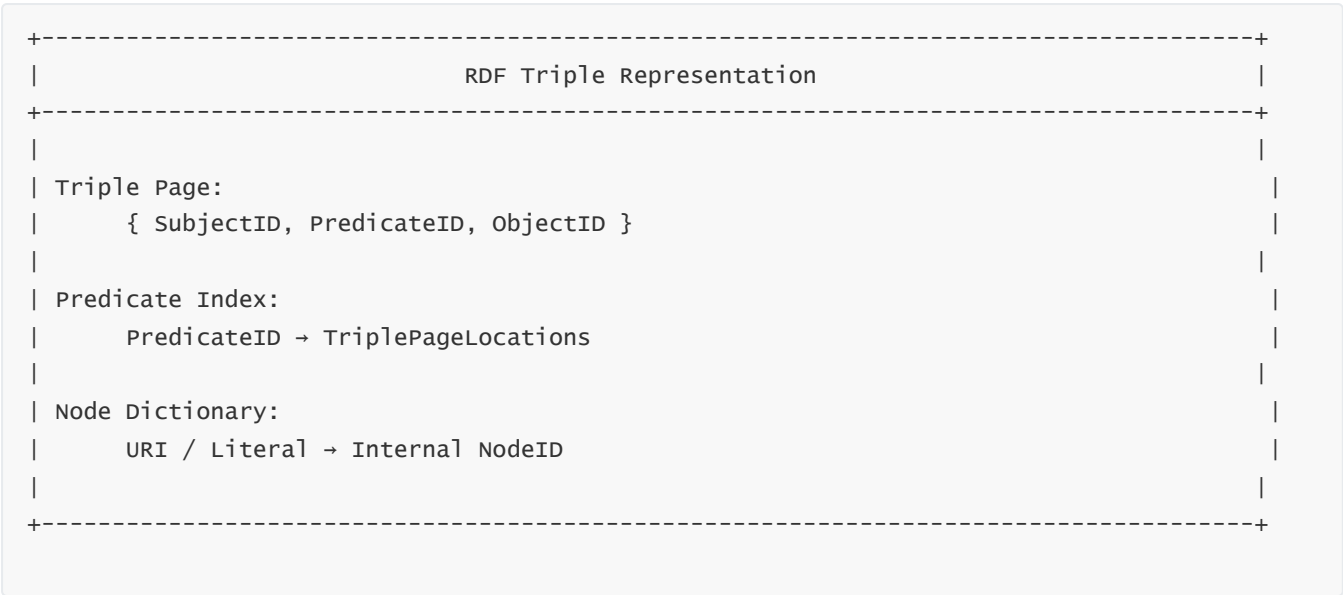 +--------------------------------------------------------------------------------------+
|                              RDF Triple Representation                               |
+--------------------------------------------------------------------------------------+
|                                                                                      |
| Triple Page:                                                                          |
|      { SubjectID, PredicateID, ObjectID }                                             |
|                                                                                      |
| Predicate Index:                                                                      |
|      PredicateID → TriplePageLocations                                                |
|                                                                                      |
| Node Dictionary:                                                                      |
|      URI / Literal → Internal NodeID                                                  |
|                                                                                      |
+--------------------------------------------------------------------------------------+